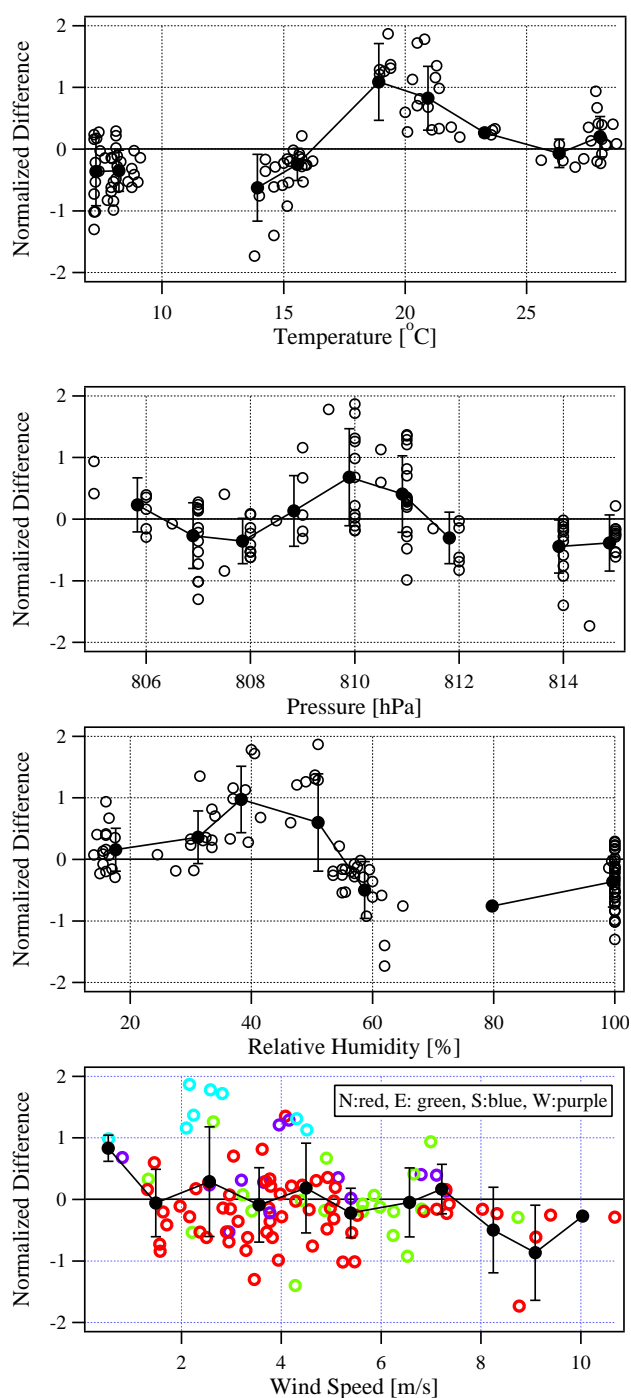 2
1
0
-1
-2
Normalized Difference
10 15 20 25
Temperature [°C]
2
1
0
-1
-2
Normalized Difference
806 808 810 812 814
Pressure [hPa]
2
1
0
-1
-2
Normalized Difference
20 40 60 80 100
Relative Humidity [%]
2
1
0
-1
-2
Normalized Difference
N:red, E: green, S:blue, W:purple
2 4 6 8 10
Wind Speed [m/s]